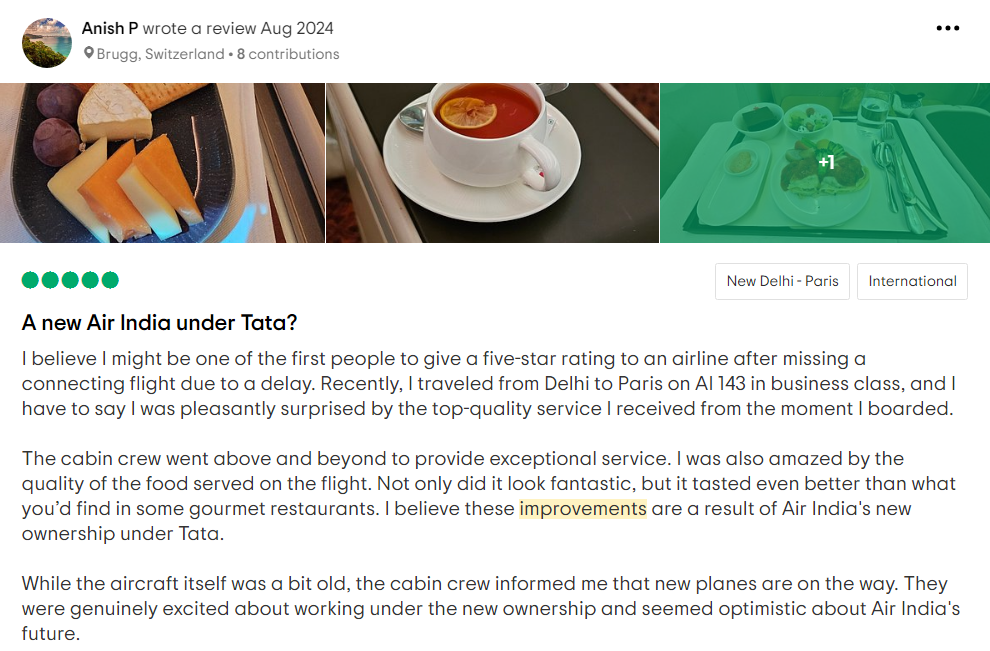 Anish P wrote a review Aug 2024
Brugg, Switzerland • 8 contributions
+1
New Delhi - Paris
International
A new Air India under Tata?
I believe I might be one of the first people to give a five-star rating to an airline after missing a
connecting flight due to a delay. Recently, I traveled from Delhi to Paris on AI 143 in business class, and I
have to say I was pleasantly surprised by the top-quality service I received from the moment I boarded.
The cabin crew went above and beyond to provide exceptional service. I was also amazed by the
quality of the food served on the flight. Not only did it look fantastic, but it tasted even better than what
you’d find in some gourmet restaurants. I believe these improvements are a result of Air India's new
ownership under Tata.
While the aircraft itself was a bit old, the cabin crew informed me that new planes are on the way. They
were genuinely excited about working under the new ownership and seemed optimistic about Air India's
future.